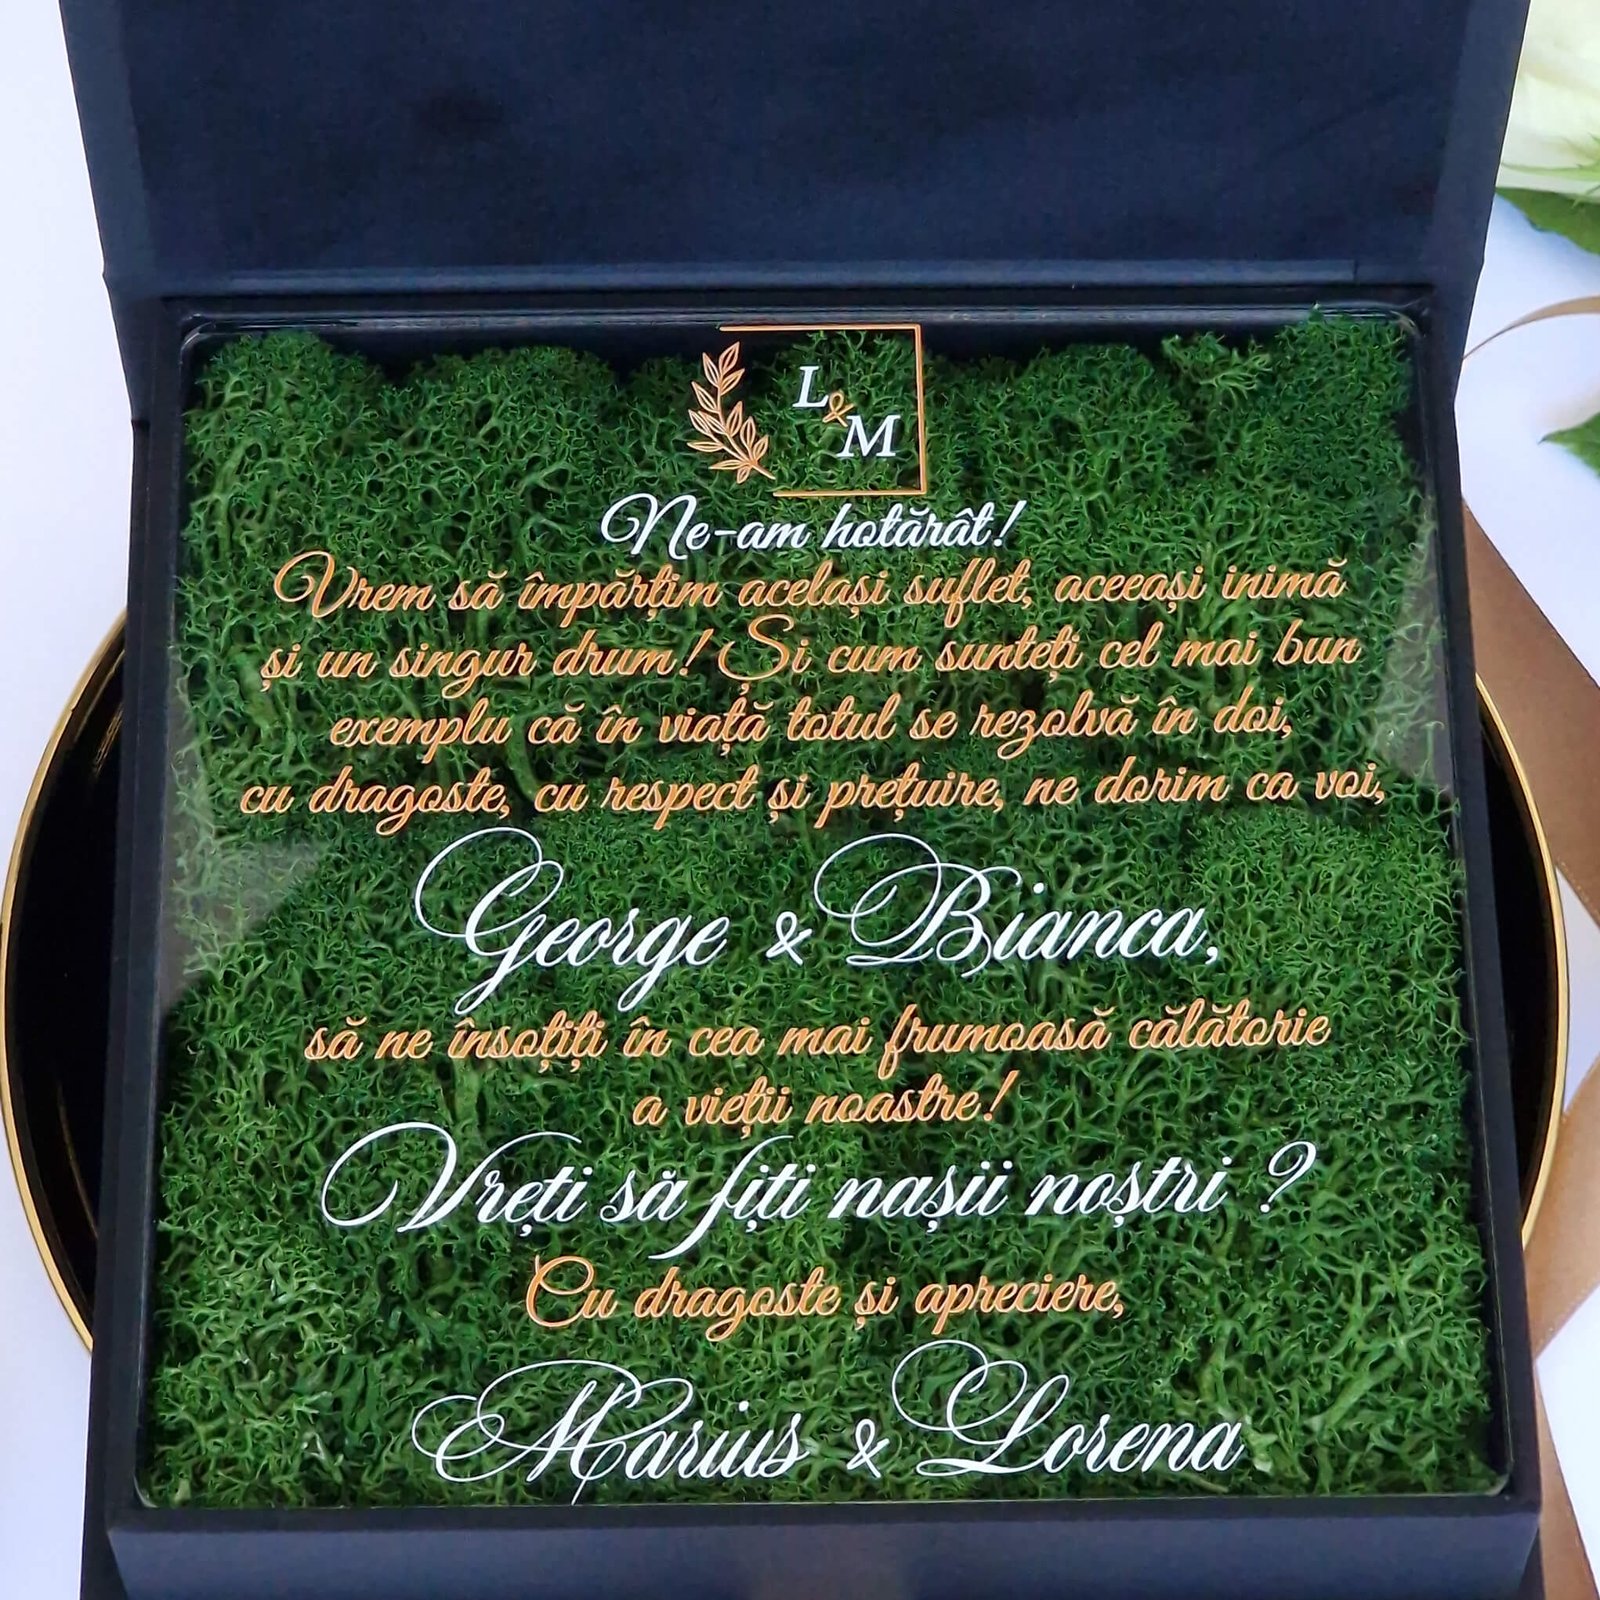 L
&
M
Ne-am hotărât!
Vrem să împărțim același suflet, aceeași inimă
și un singur drum! Și cum sunteți cel mai bun
exemplu că în viață totul se rezolvă în doi,
cu dragoste, cu respect și prețuire, ne dorim ca voi,
George & Bianca,
să ne însoțiți în cea mai frumoasă călătorie
a vieții noastre!
Vreți să fiți nașii noștri ?
Cu dragoste și apreciere,
Marius & Lorena